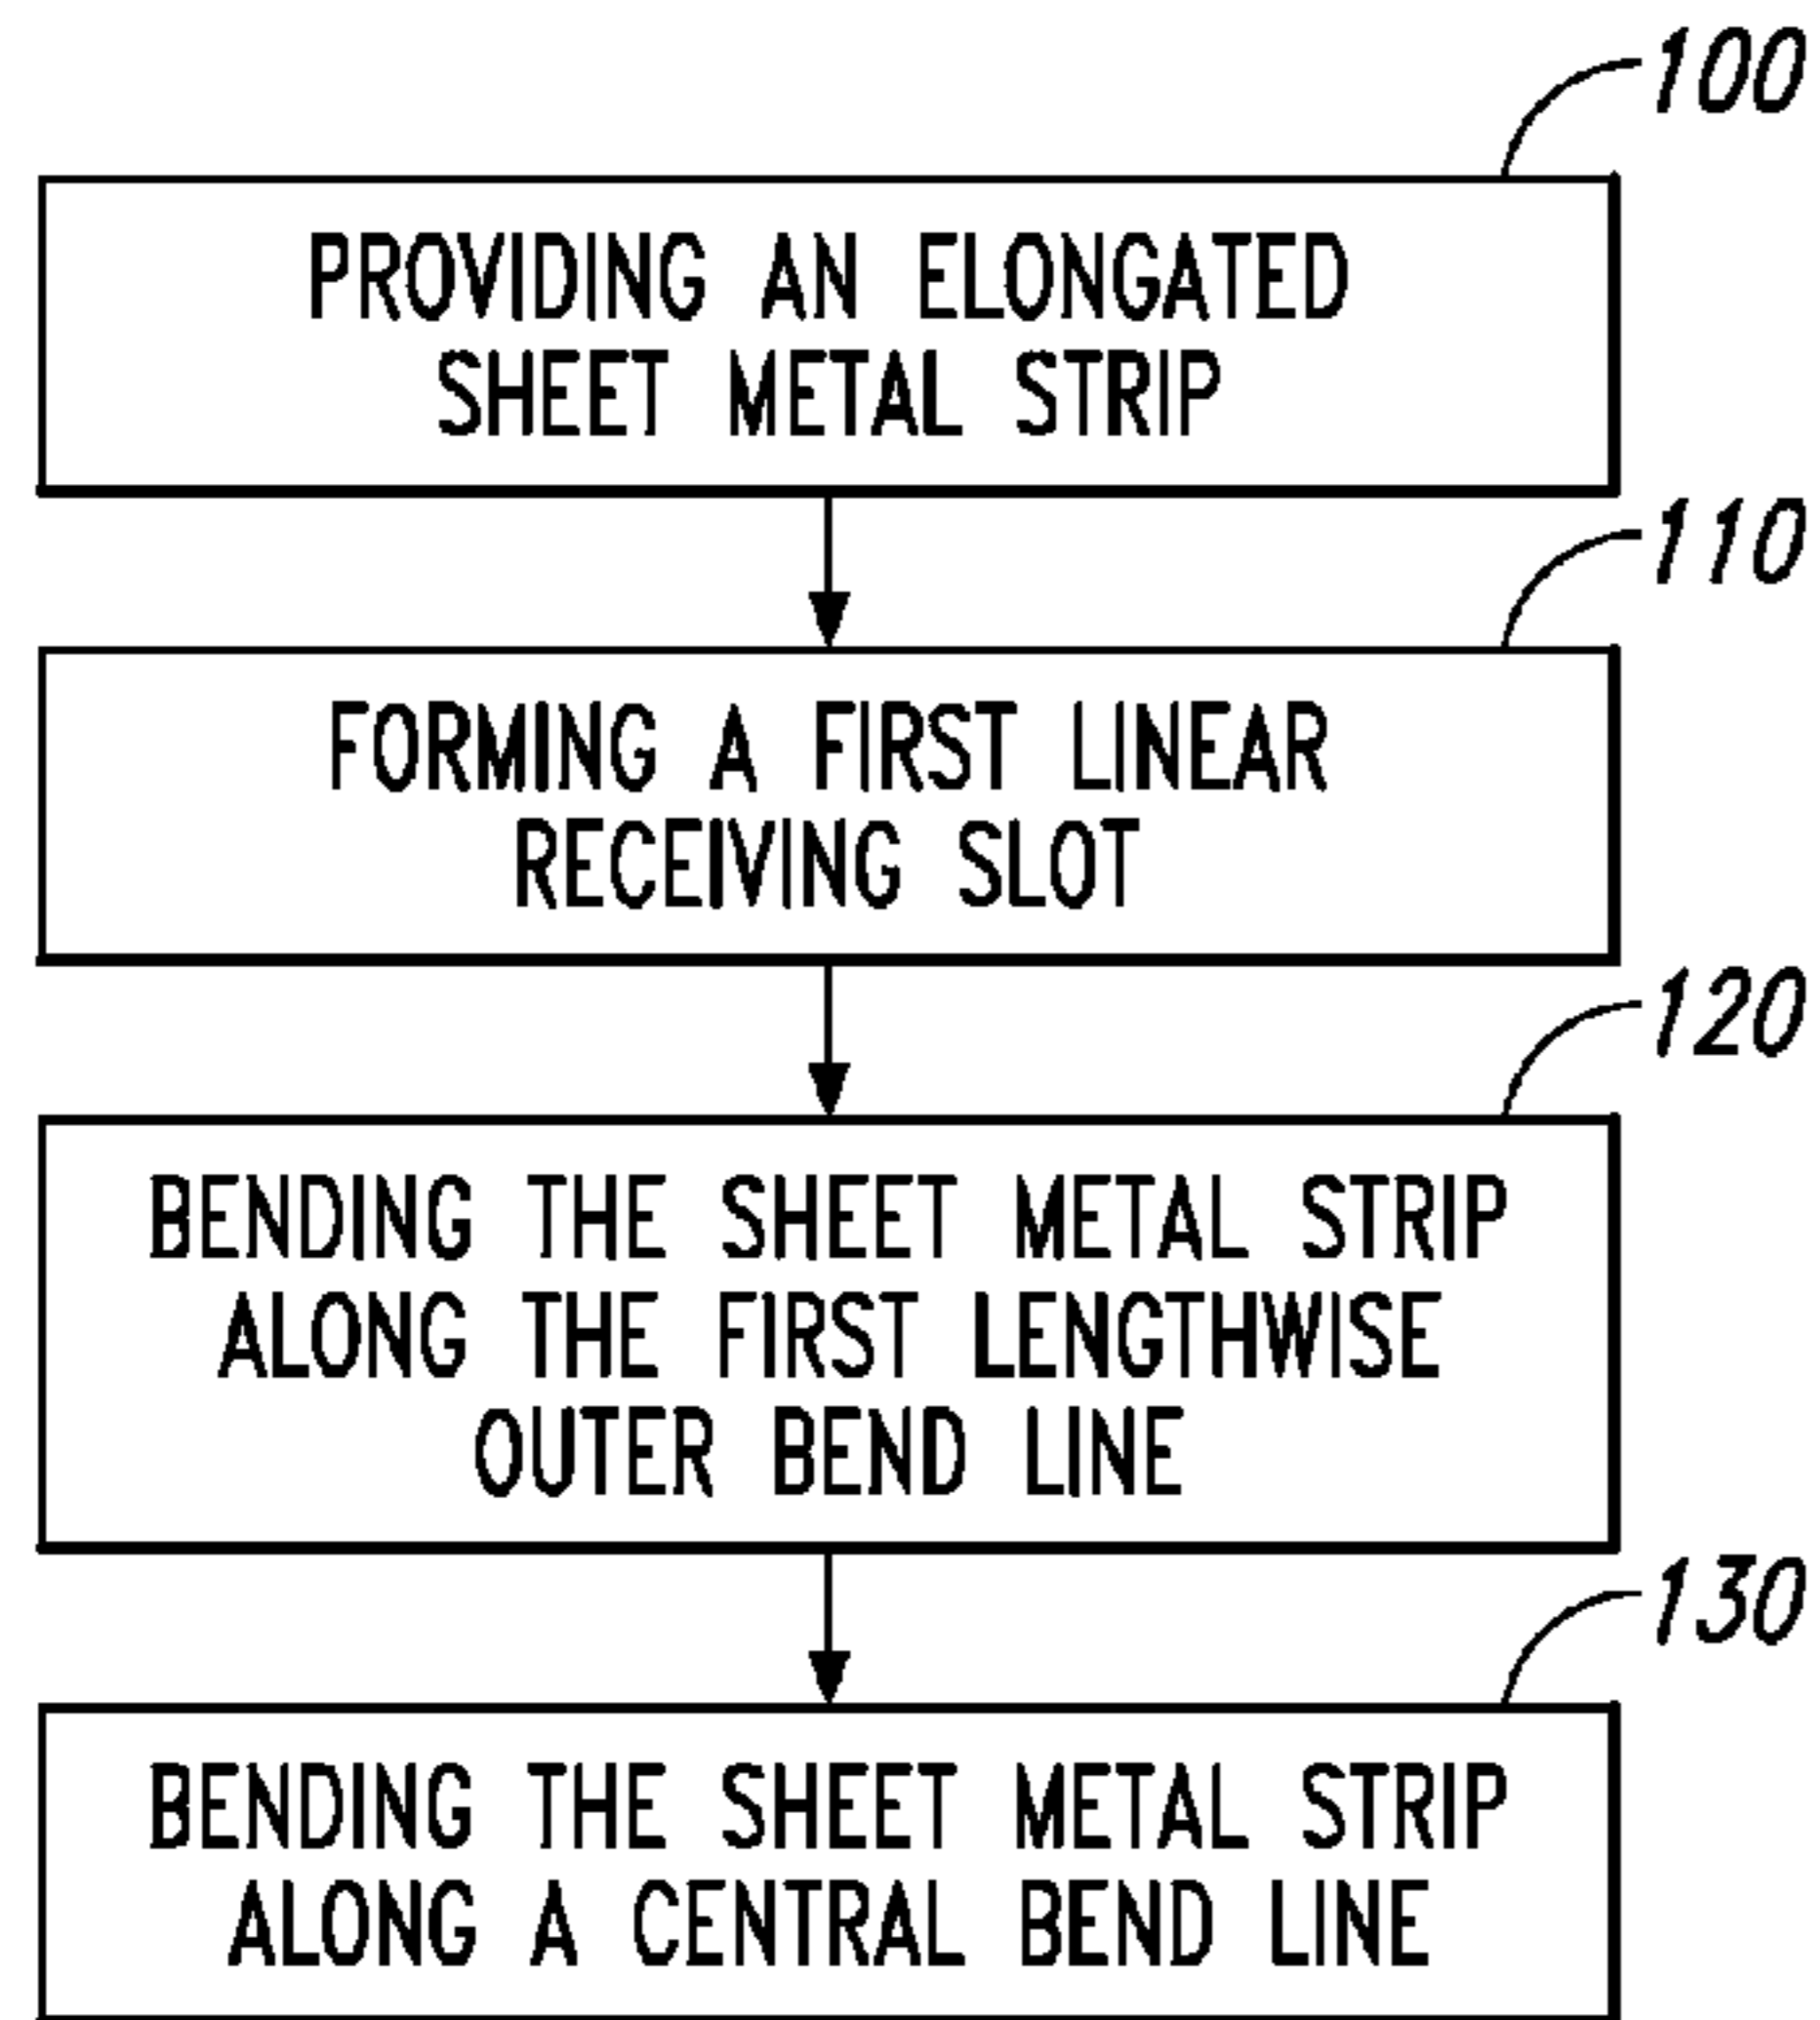 100
PROVIDING AN ELONGATED
SHEET METAL STRIP
110
FORMING A FIRST LINEAR
RECEIVING SLOT
120
BENDING THE SHEET METAL STRIP
ALONG THE FIRST LENGTHWISE
OUTER BEND LINE
130
BENDING THE SHEET METAL STRIP
ALONG A CENTRAL BEND LINE